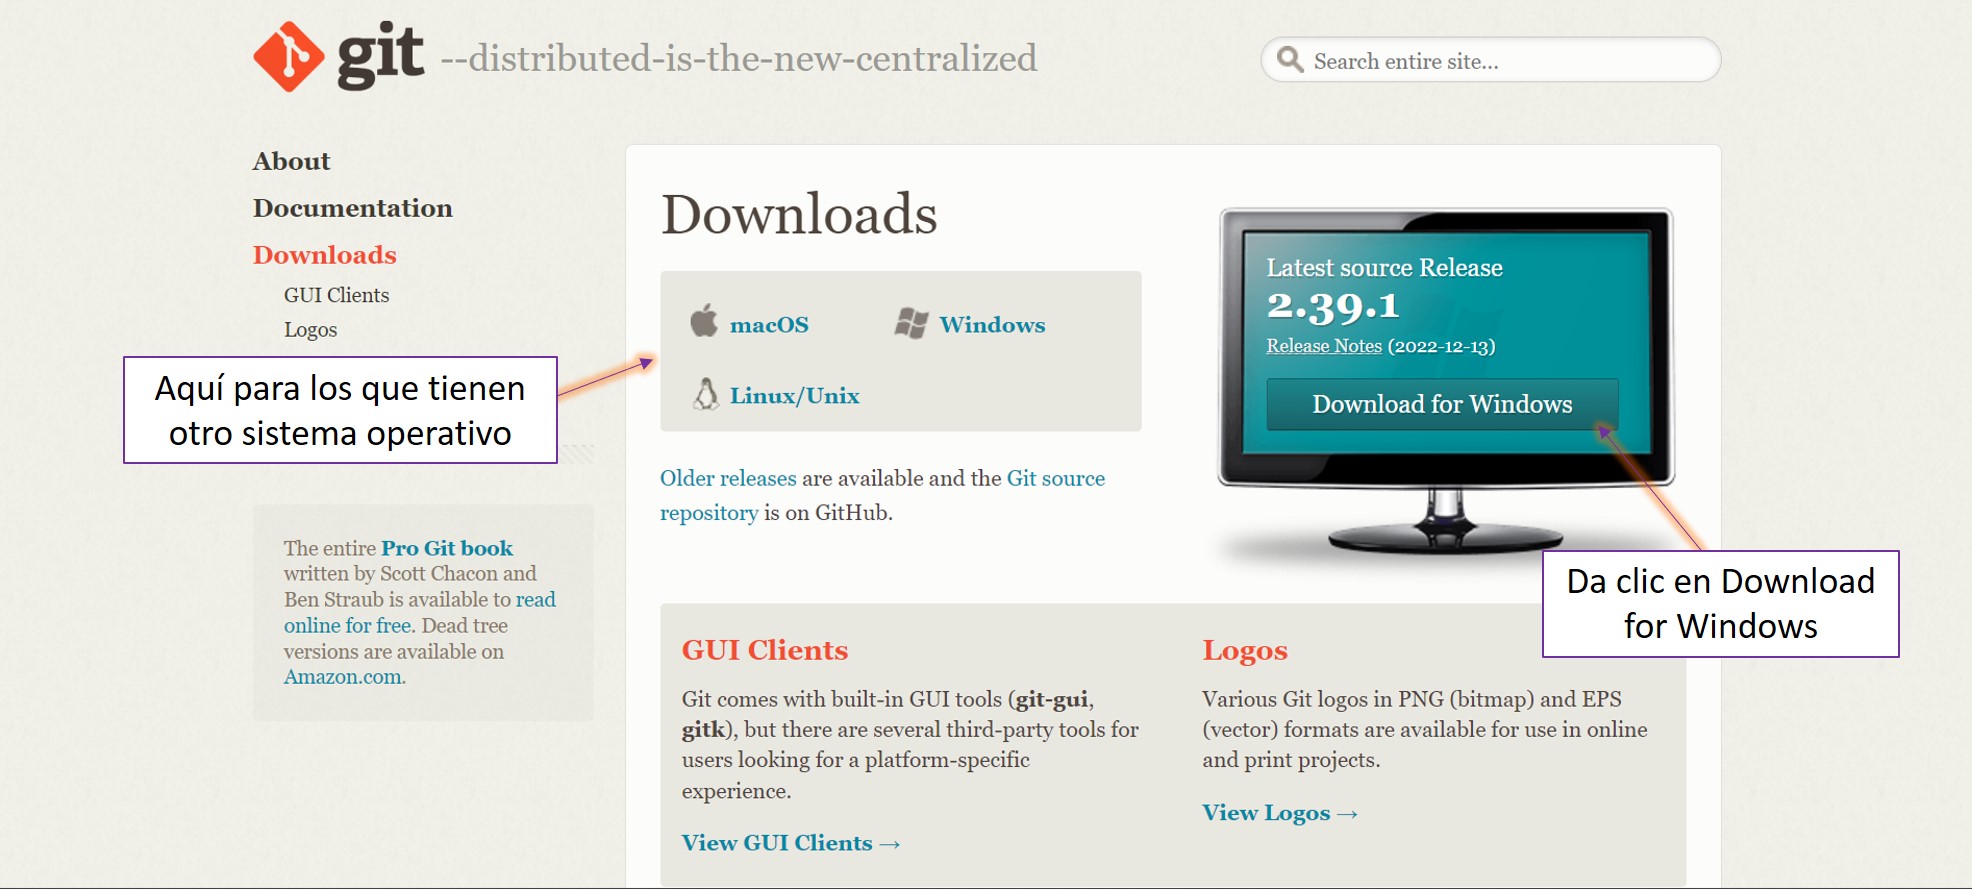 git --distributed-is-the-new-centralized
Search entire site...
About
Documentation
Downloads
GUI Clients
Logos
Aquí para los que tienen
otro sistema operativo
The entire Pro Git book
written by Scott Chacon and
Ben Straub is available to read
online for free. Dead tree
versions are available on
Amazon.com.
Downloads
macOS
Windows
Linux/Unix
Older releases are available and the Git source
repository is on GitHub.
Latest source Release
2.39.1
Release Notes (2022-12-13)
Download for Windows
Da clic en Download
for Windows
GUI Clients
Git comes with built-in GUI tools (git-gui,
gitk), but there are several third-party tools for
users looking for a platform-specific
experience.
View GUI Clients →
Logos
Various Git logos in PNG (bitmap) and EPS
(vector) formats are available for use in online
and print projects.
View Logos →